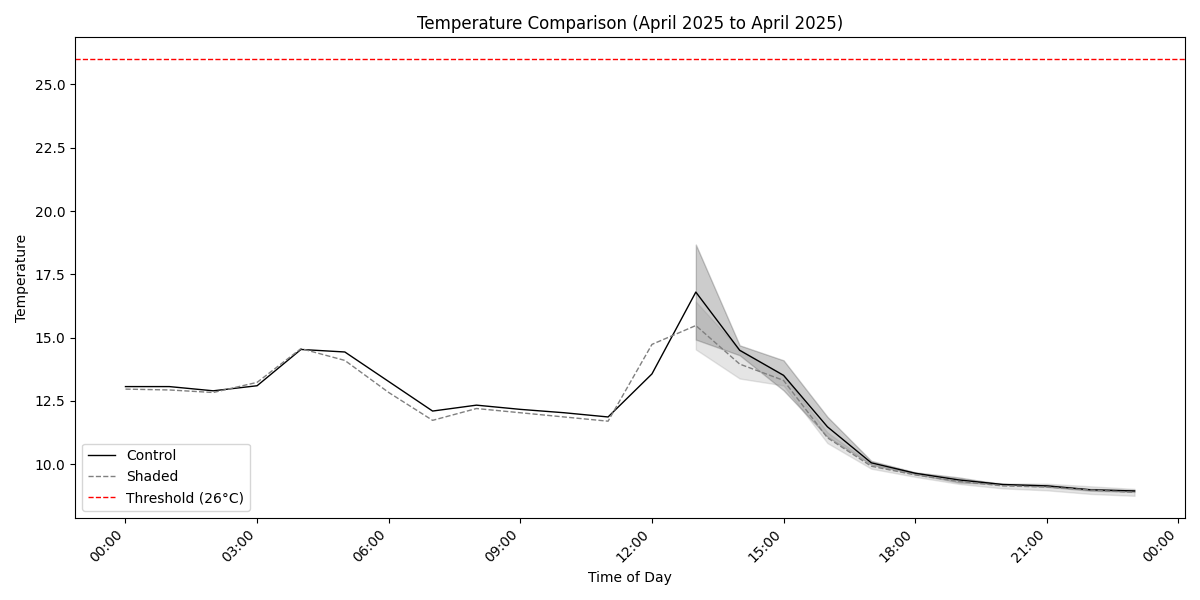 Temperature Comparison (April 2025 to April 2025)
Temperature
25.0
22.5
20.0
17.5
15.0
12.5
10.0
Control
Shaded
Threshold (26°C)
00:00
03:00
06:00
09:00
12:00
15:00
18:00
21:00
00:00
Time of Day